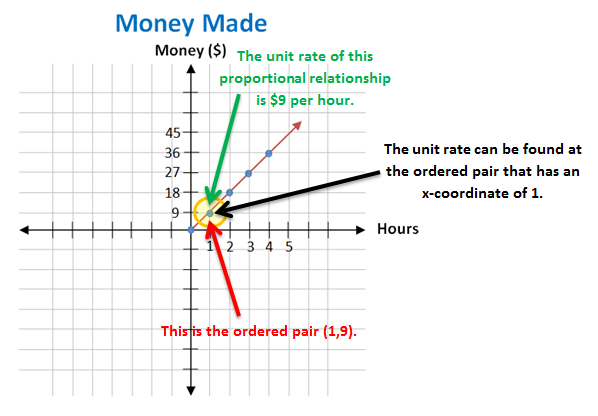 Money Made
Money ($)
The unit rate of this
proportional relationship
is $9 per hour.
45
36
27
18
9
The unit rate can be found at
the ordered pair that has an
x-coordinate of 1.
Hours
1 2 3 4 5
This is the ordered pair (1,9).